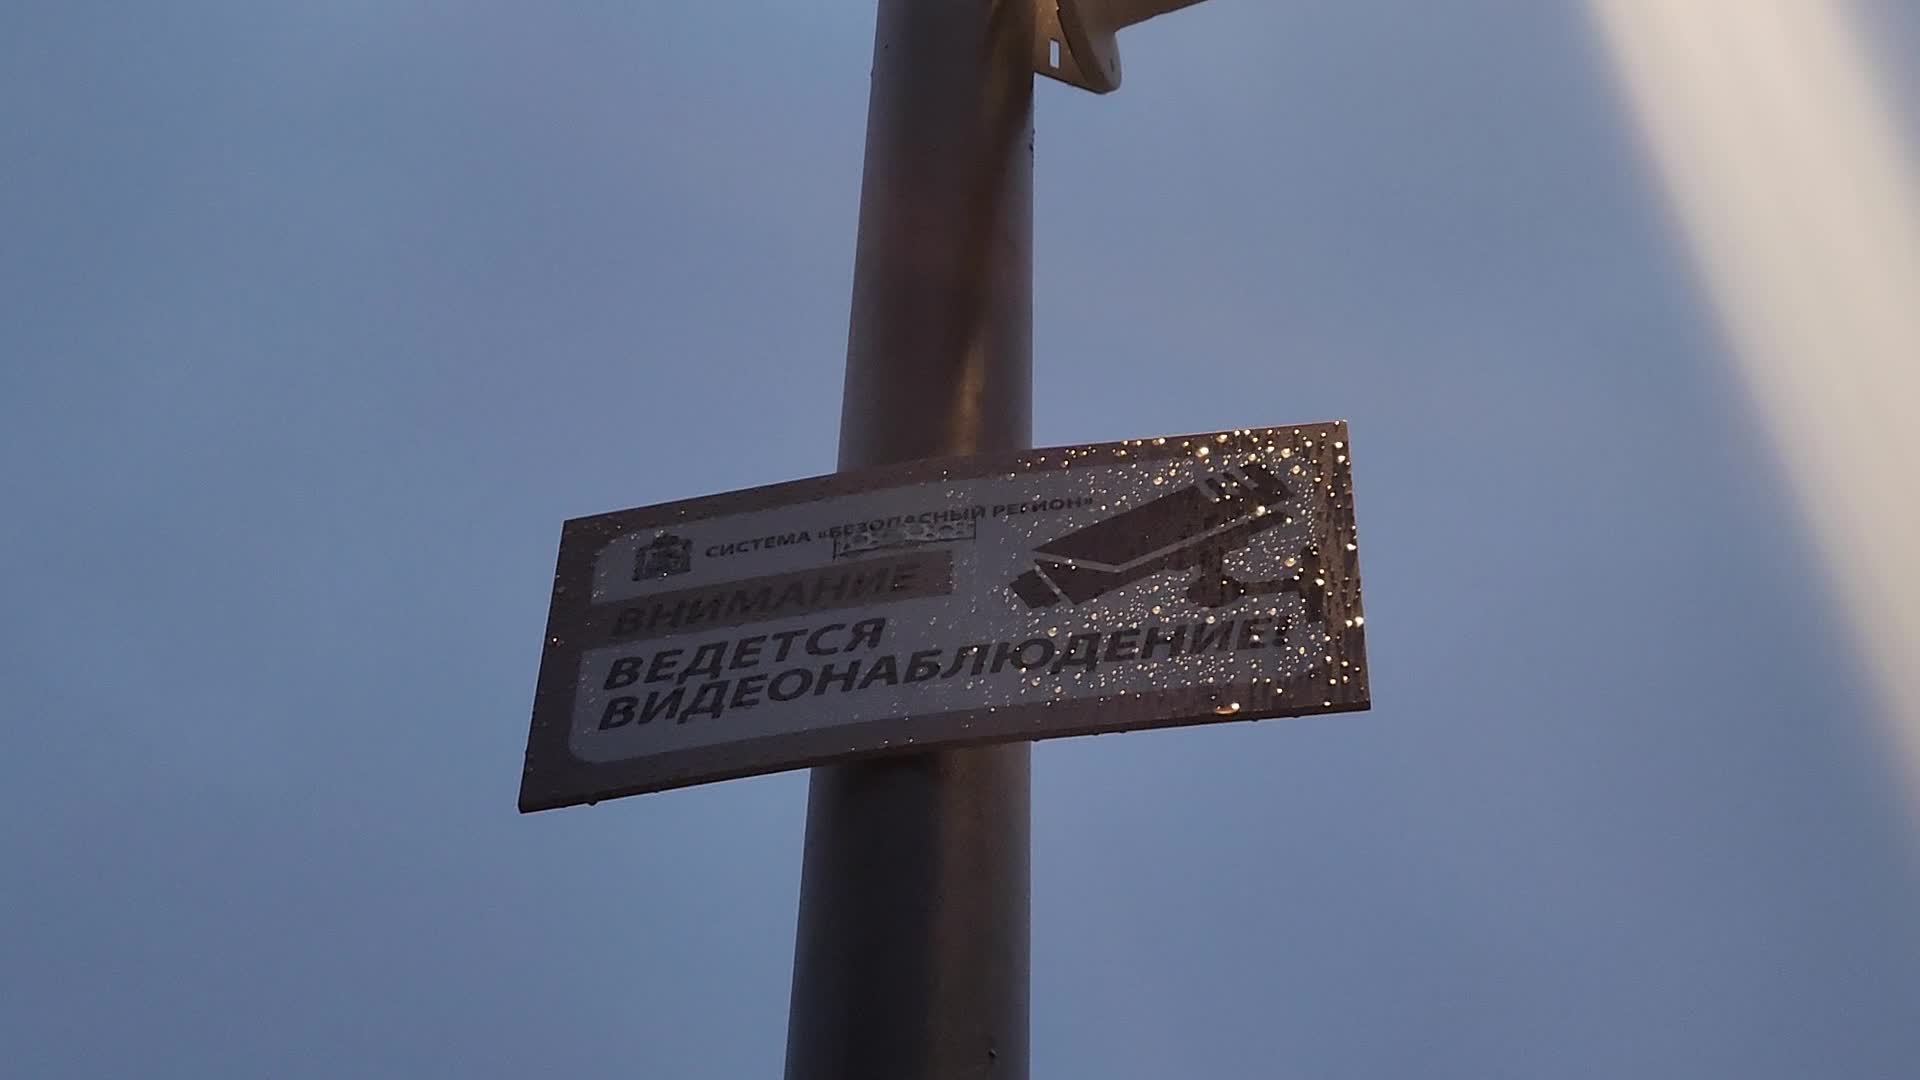 СИСТЕМА «БЕЗОПАСНЫЙ РЕГИОН»
ВНИМАНИЕ
ВЕДЕТСЯ
ВИДЕОНАБЛЮДЕНИЕ!